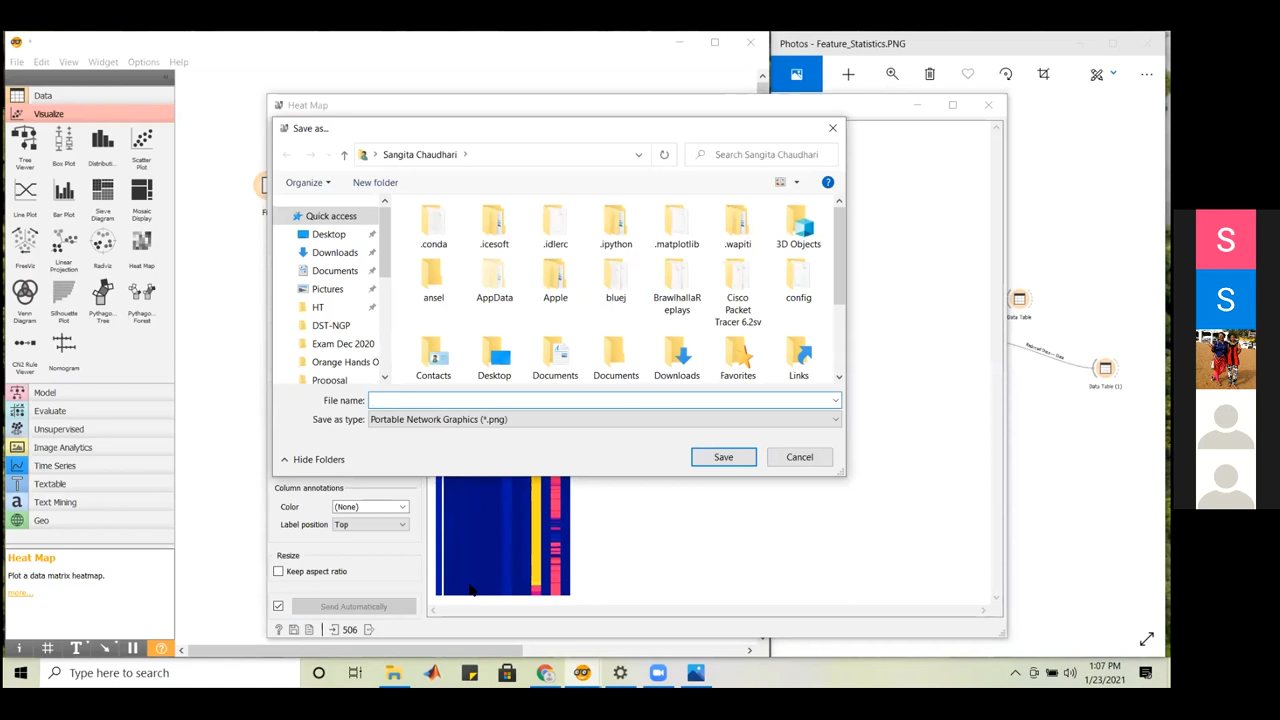 File Edit View Widget Options Help
Data
Visualize
Tree Viewer
Box Plot
Distributi...
Scatter Plot
Line Plot
Bar Plot
Sieve Diagram
Mosaic Display
FreeViz
Linear Projection
Radviz
Heat Map
Venn Diagram
Silhouette Plot
Pythago... Tree
Pythago... Forest
CN2 Rule Viewer
Nomogram
Model
Evaluate
Unsupervised
Image Analytics
Time Series
Textable
Text Mining
Geo
Heat Map
Plot a data matrix heatmap.
more...
Heat Map
Save as...
Sangita Chaudhari
Search Sangita Chaudhari
Organize
New folder
Quick access
Desktop
Downloads
Documents
Pictures
HT
DST-NGP
Exam Dec 2020
Orange Hands O
Proposal
.conda
.icesoft
.idlerc
.ipython
.matplotlib
.wapiti
3D Objects
ansel
AppData
Apple
bluej
BrawlhallaReplays
Cisco Packet Tracer 6.2sv
config
Contacts
Desktop
Documents
Documents
Downloads
Favorites
Links
File name:
Save as type: Portable Network Graphics (*.png)
Hide Folders
Save
Cancel
Column annotations
Color (None)
Label position Top
Resize
Keep aspect ratio
Send Automatically
506
Photos - Feature_Statistics.PNG
Data Table
Data Table (1)
S
S
Type here to search
1:07 PM
1/23/2021